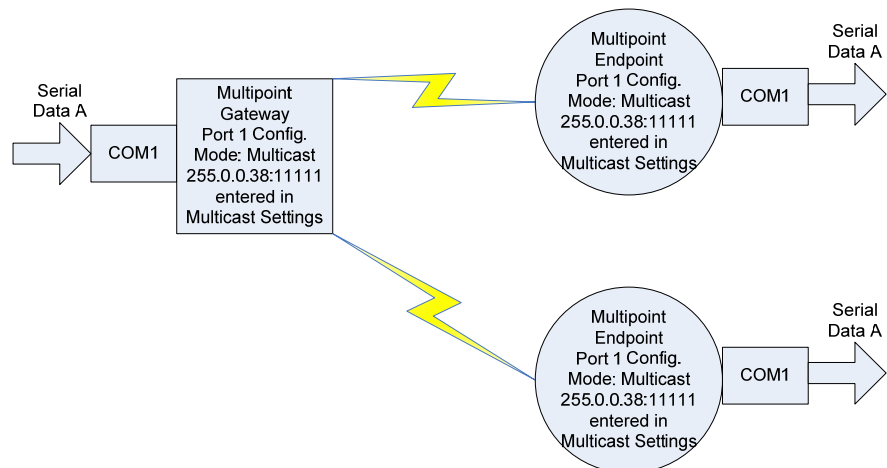 Serial
Data A
COM1
Multipoint
Gateway
Port 1 Config.
Mode: Multicast
255.0.0.38:11111
entered in
Multicast Settings
Multipoint
Endpoint
Port 1 Config.
Mode: Multicast
255.0.0.38:11111
entered in
Multicast Settings
COM1
Serial
Data A
Multipoint
Endpoint
Port 1 Config.
Mode: Multicast
255.0.0.38:11111
entered in
Multicast Settings
COM1
Serial
Data A